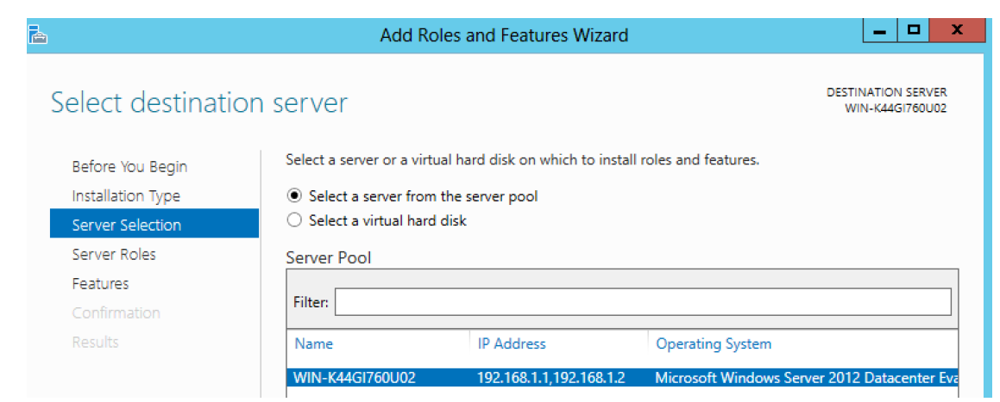 Add Roles and Features Wizard
Select destination server
DESTINATION SERVER
WIN-K44GI760U02
Before You Begin
Installation Type
Server Selection
Server Roles
Features
Confirmation
Results
Select a server or a virtual hard disk on which to install roles and features.
Select a server from the server pool
Select a virtual hard disk
Server Pool
Filter:
Name IP Address Operating System
WIN-K44GI760U02 192.168.1.1,192.168.1.2 Microsoft Windows Server 2012 Datacenter Eva